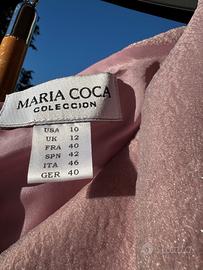 MARIA COCA
COLECCION
USA 10
UK 12
FRA 40
SPN 42
ITA 46
GER 40